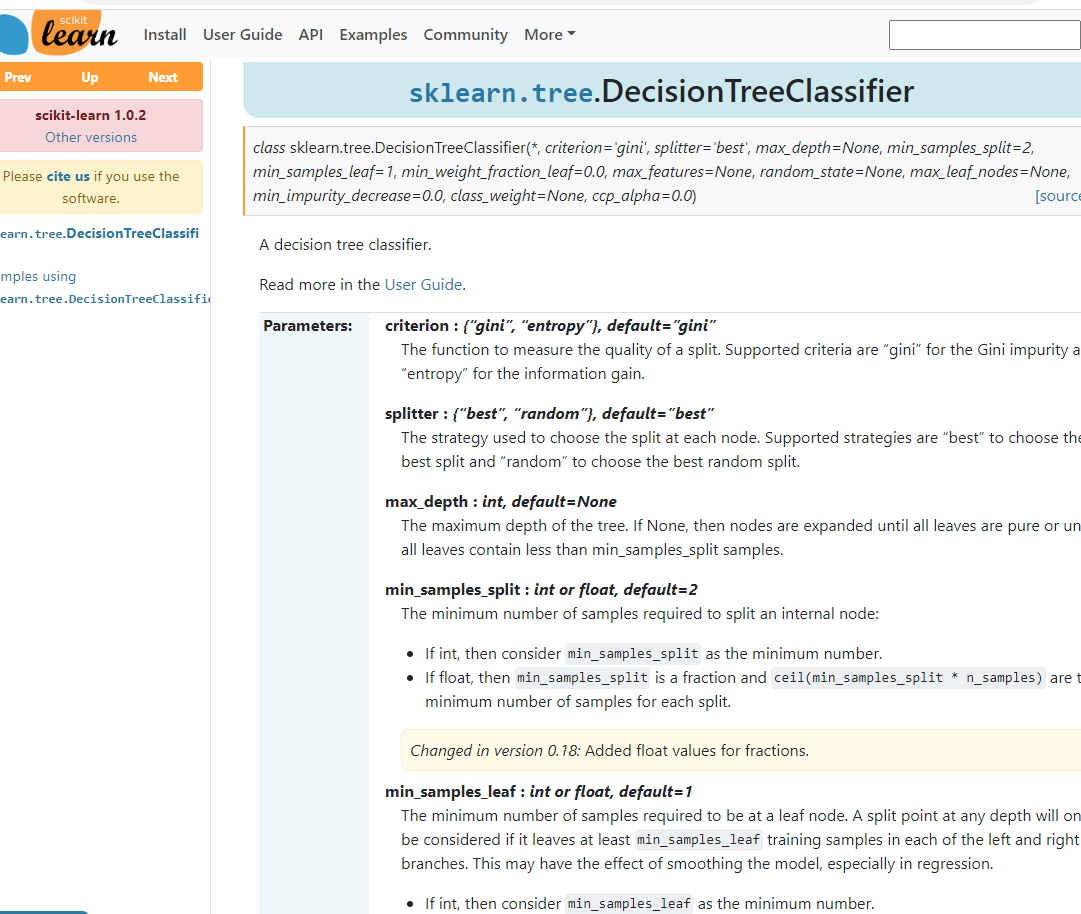 scikit
learn
Install User Guide API Examples Community More
Prev Up Next
scikit-learn 1.0.2
Other versions
Please cite us if you use the
software.
earn.tree.DecisionTreeClassifi
mples using
earn.tree.DecisionTreeClassifie
sklearn.tree.DecisionTreeClassifier
class sklearn.tree.DecisionTreeClassifier(*, criterion='gini', splitter='best', max_depth=None, min_samples_split=2,
min_samples_leaf=1, min_weight_fraction_leaf=0.0, max_features=None, random_state=None, max_leaf_nodes=None,
min_impurity_decrease=0.0, class_weight=None, ccp_alpha=0.0) [source
A decision tree classifier.
Read more in the User Guide.
Parameters:
criterion : {“gini”, “entropy”}, default=”gini”
The function to measure the quality of a split. Supported criteria are “gini” for the Gini impurity a
“entropy” for the information gain.
splitter : {“best”, “random”}, default=”best”
The strategy used to choose the split at each node. Supported strategies are “best” to choose the
best split and “random” to choose the best random split.
max_depth : int, default=None
The maximum depth of the tree. If None, then nodes are expanded until all leaves are pure or un
all leaves contain less than min_samples_split samples.
min_samples_split : int or float, default=2
The minimum number of samples required to split an internal node:
• If int, then consider min_samples_split as the minimum number.
• If float, then min_samples_split is a fraction and ceil(min_samples_split * n_samples) are t
minimum number of samples for each split.
Changed in version 0.18: Added float values for fractions.
min_samples_leaf : int or float, default=1
The minimum number of samples required to be at a leaf node. A split point at any depth will on
be considered if it leaves at least min_samples_leaf training samples in each of the left and right
branches. This may have the effect of smoothing the model, especially in regression.
• If int, then consider min_samples_leaf as the minimum number.